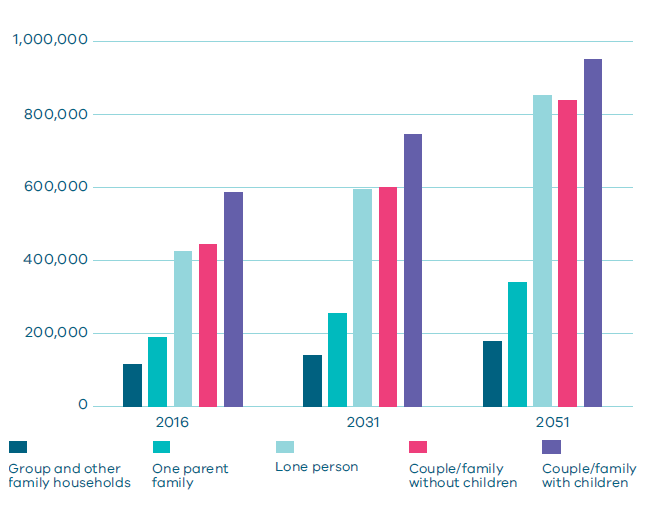 1,000,000
800,000
600,000
400,000
200,000
0
2016
2031
2051
Group and other
family households
One parent
family
Lone person
Couple/family
without children
Couple/family
with children